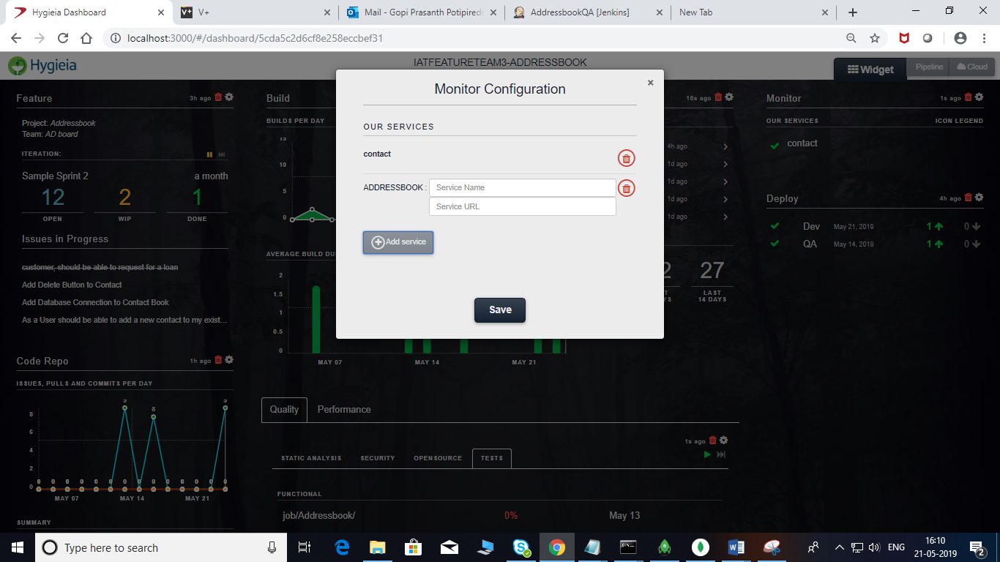 Hygieia Dashboard
V+
V+
Mail - Gopi Prasanth Potipiredd
AddressbookQA [Jenkins]
New Tab
localhost:3000/#/dashboard/5cda5c2d6cf8e258eccbef31
Hygieia
IATFEATURETEAM3-ADDRESSBOOK
Widget
Pipeline
Cloud
Feature
3h ago
Project: Addressbook
Team: AD board
ITERATION:
Sample Sprint 2
a month
12
2
1
OPEN
WIP
DONE
Issues in Progress
customer, should be able to request for a loan
Add Delete Button to Contact
Add Database Connection to Contact Book
As a User should be able to add a new contact to my exist...
Code Repo
1h ago
ISSUES, PULLS AND COMMITS PER DAY
8
6
4
2
0
8
0 0 0 0 0 0 0 0 0 0 0 0 0 0
MAY 07
MAY 14
MAY 21
SUMMARY
Build
BUILDS PER DAY
15
10
5
0
AVERAGE BUILD DU
2
1.5
1
0.5
0
MAY 07
MAY 14
MAY 21
Monitor Configuration
×
OUR SERVICES
contact
ADDRESSBOOK :
Service Name
Service URL
Add service
Save
16s ago
4h ago
1d ago
1d ago
1d ago
1d ago
2
27
LAST
14 DAYS
Quality
Performance
1s ago
STATIC ANALYSIS
SECURITY
OPENSOURCE
TESTS
FUNCTIONAL
job/Addressbook/
0%
May 13
Monitor
1s ago
OUR SERVICES
ICON LEGEND
contact
Deploy
4h ago
Dev
May 21, 2019
1
0
QA
May 14, 2019
1
0
Type here to search
ENG
16:10
21-05-2019
2